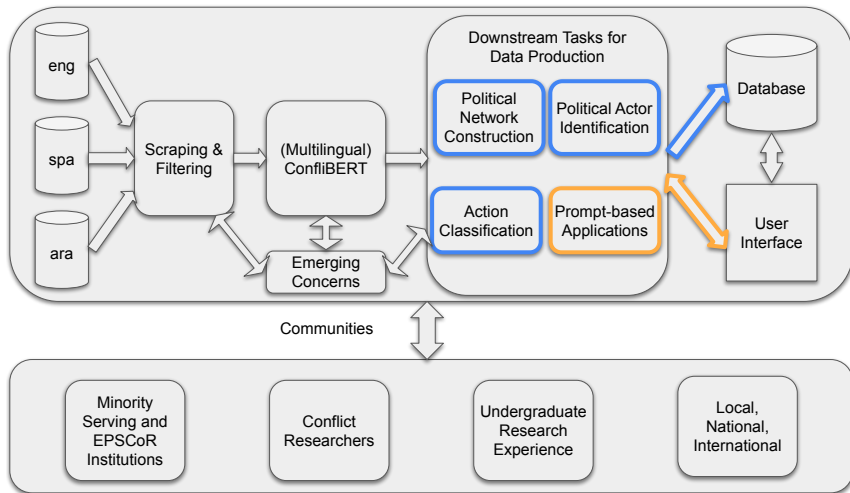 eng
spa
ara
Scraping &
Filtering
(Multilingual)
ConfliBERT
Emerging
Concerns
Downstream Tasks for
Data Production
Political
Network
Construction
Political Actor
Identification
Action
Classification
Prompt-based
Applications
Database
User
Interface
Communities
Minority
Serving and
EPSCoR
Institutions
Conflict
Researchers
Undergraduate
Research
Experience
Local,
National,
International